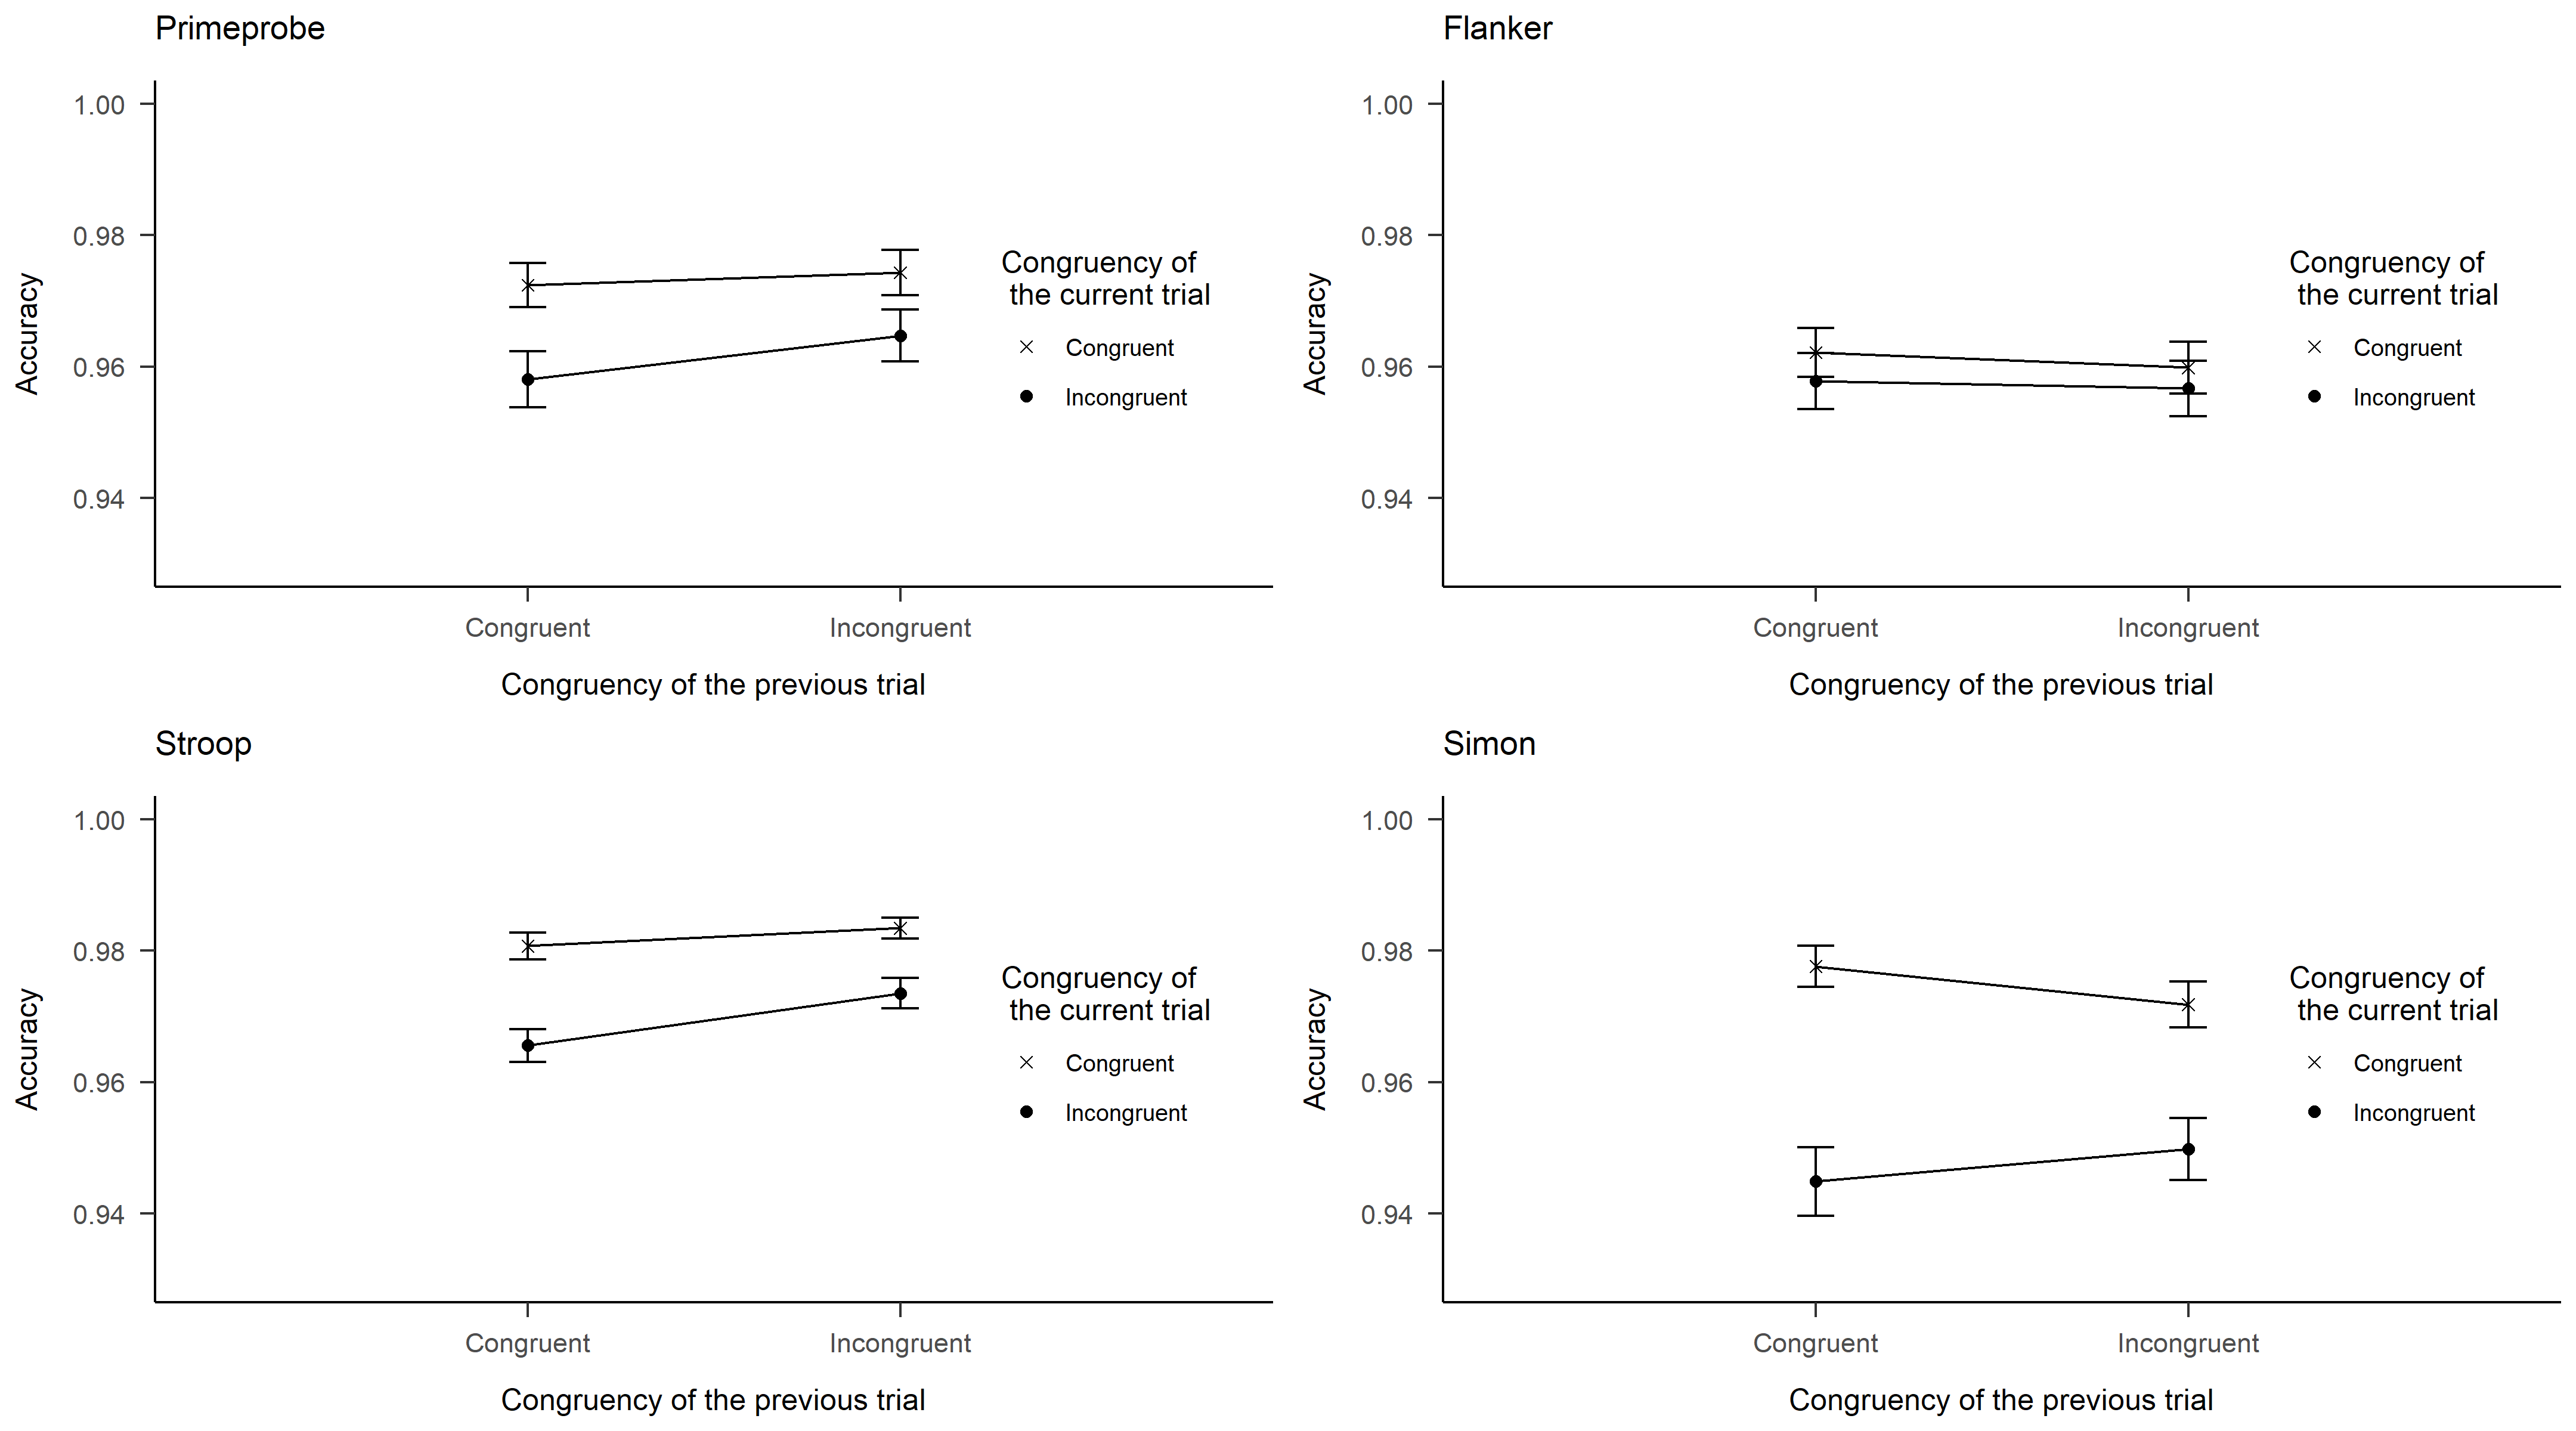 Primeprobe
1.00
0.98
0.96
0.94
Accuracy
Congruency of
the current trial
Congruent
Incongruent
Congruent
Incongruent
Congruency of the previous trial
Flanker
1.00
0.98
0.96
0.94
Accuracy
Congruency of
the current trial
Congruent
Incongruent
Congruent
Incongruent
Congruency of the previous trial
Stroop
1.00
0.98
0.96
0.94
Accuracy
Congruency of
the current trial
Congruent
Incongruent
Congruent
Incongruent
Congruency of the previous trial
Simon
1.00
0.98
0.96
0.94
Accuracy
Congruency of
the current trial
Congruent
Incongruent
Congruent
Incongruent
Congruency of the previous trial